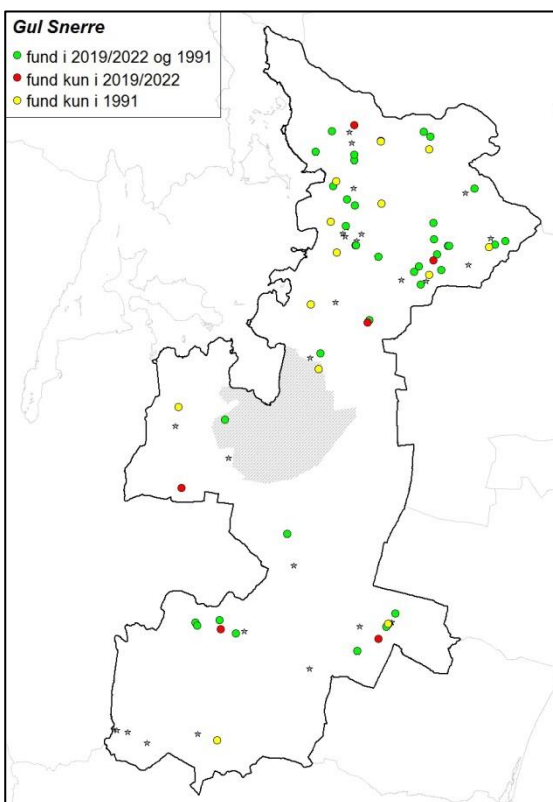 Gul Snerre
fund i 2019/2022 og 1991
fund kun i 2019/2022
fund kun i 1991